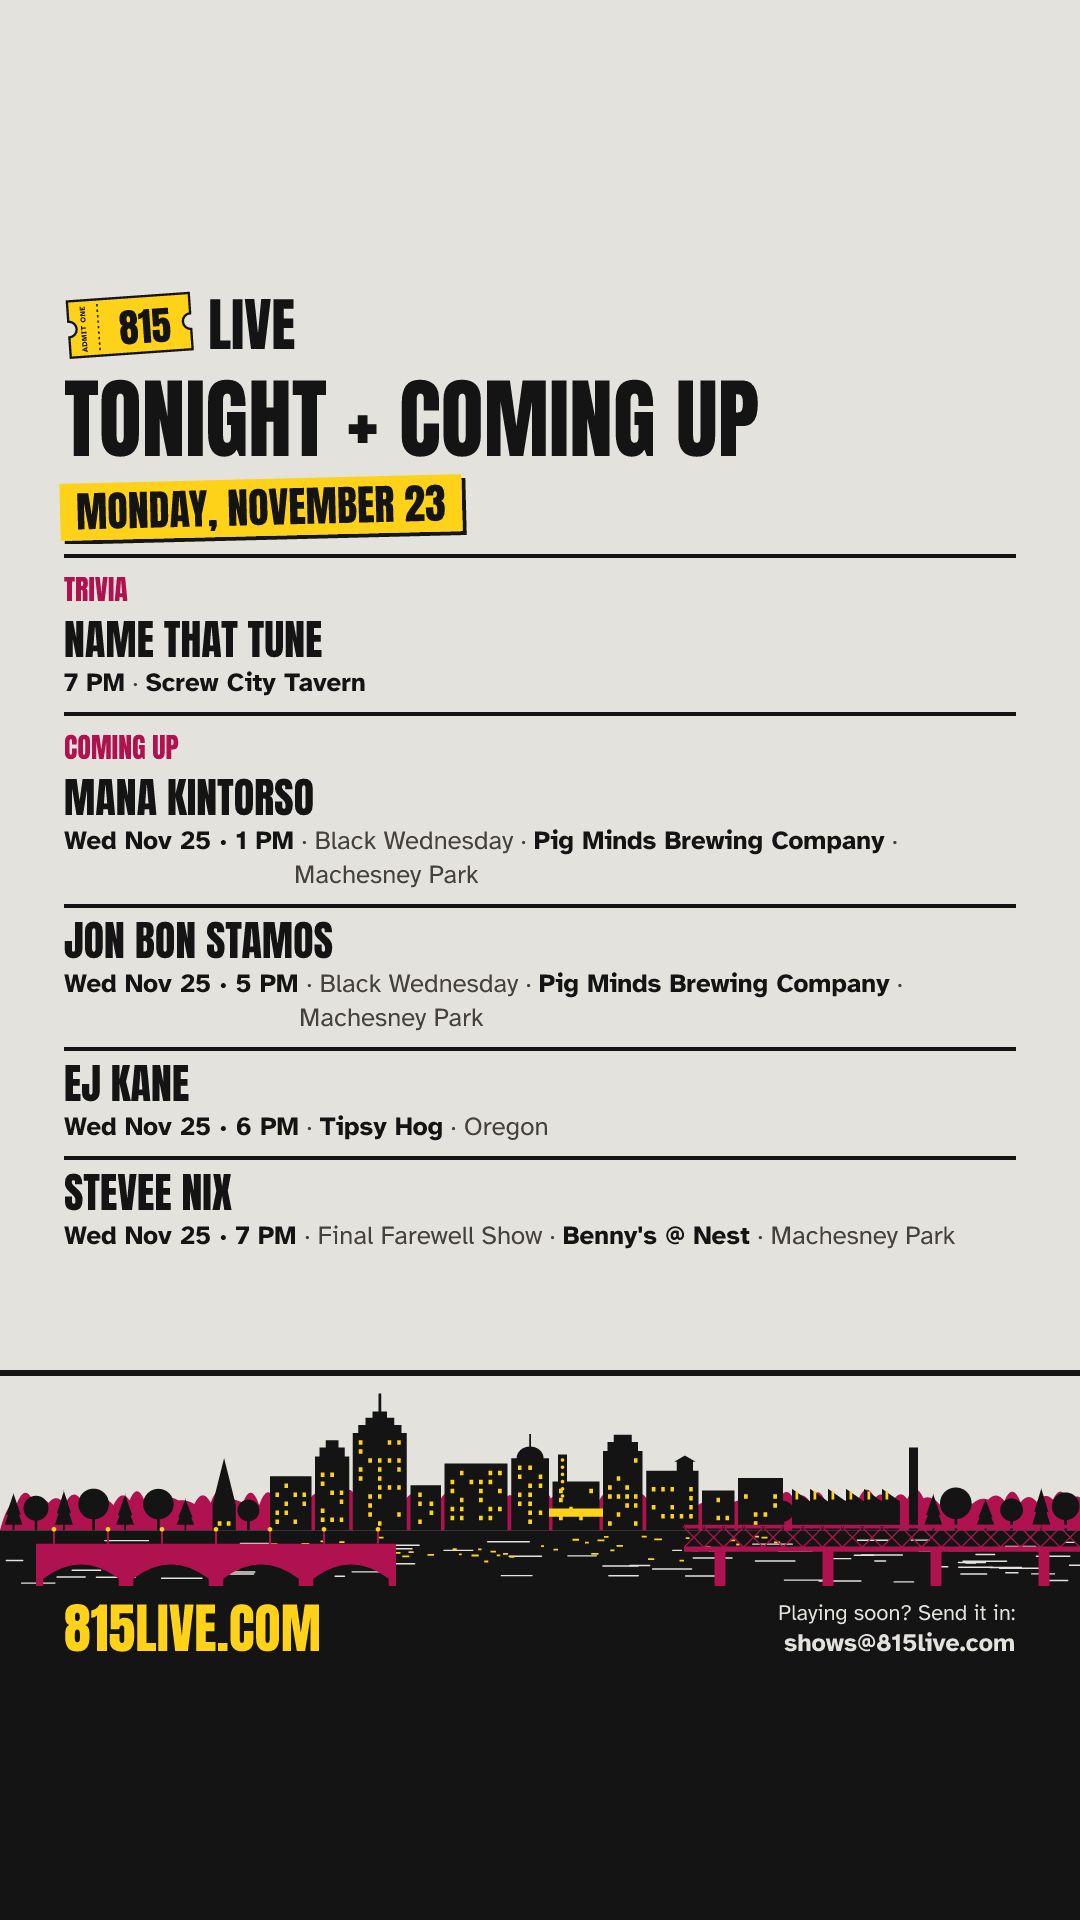 ADMIT ONE 815 LIVE
TONIGHT + COMING UP
MONDAY, NOVEMBER 23
TRIVIA
NAME THAT TUNE
7 PM · Screw City Tavern
COMING UP
MANA KINTORSO
Wed Nov 25 • 1 PM · Black Wednesday · Pig Minds Brewing Company ·
Machesney Park
JON BON STAMOS
Wed Nov 25 • 5 PM · Black Wednesday · Pig Minds Brewing Company ·
Machesney Park
EJ KANE
Wed Nov 25 • 6 PM · Tipsy Hog · Oregon
STEVEE NIX
Wed Nov 25 • 7 PM · Final Farewell Show · Benny's @ Nest · Machesney Park
815LIVE.COM
Playing soon? Send it in:
shows@815live.com